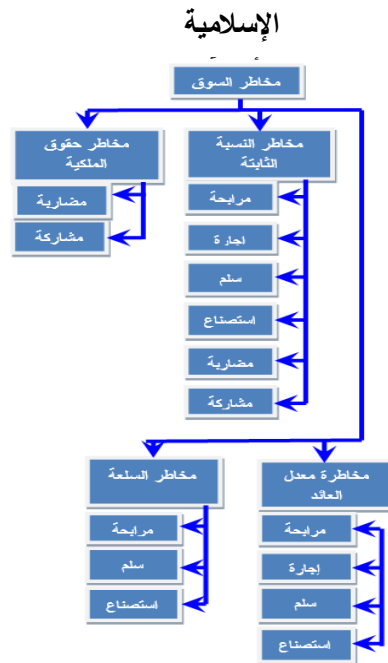 الإسلامية
مخاطر السوق
مخاطر النسبة
الثابتة
مرابحة
اجارة
سلم
استصناع
مضاربة
مشاركة
مخاطر حقوق
الملكية
مضاربة
مشاركة
مخاطرة معدل
العائد
مرابحة
إجارة
سلم
استصناع
مخاطر السلعة
مرابحة
سلم
استصناع